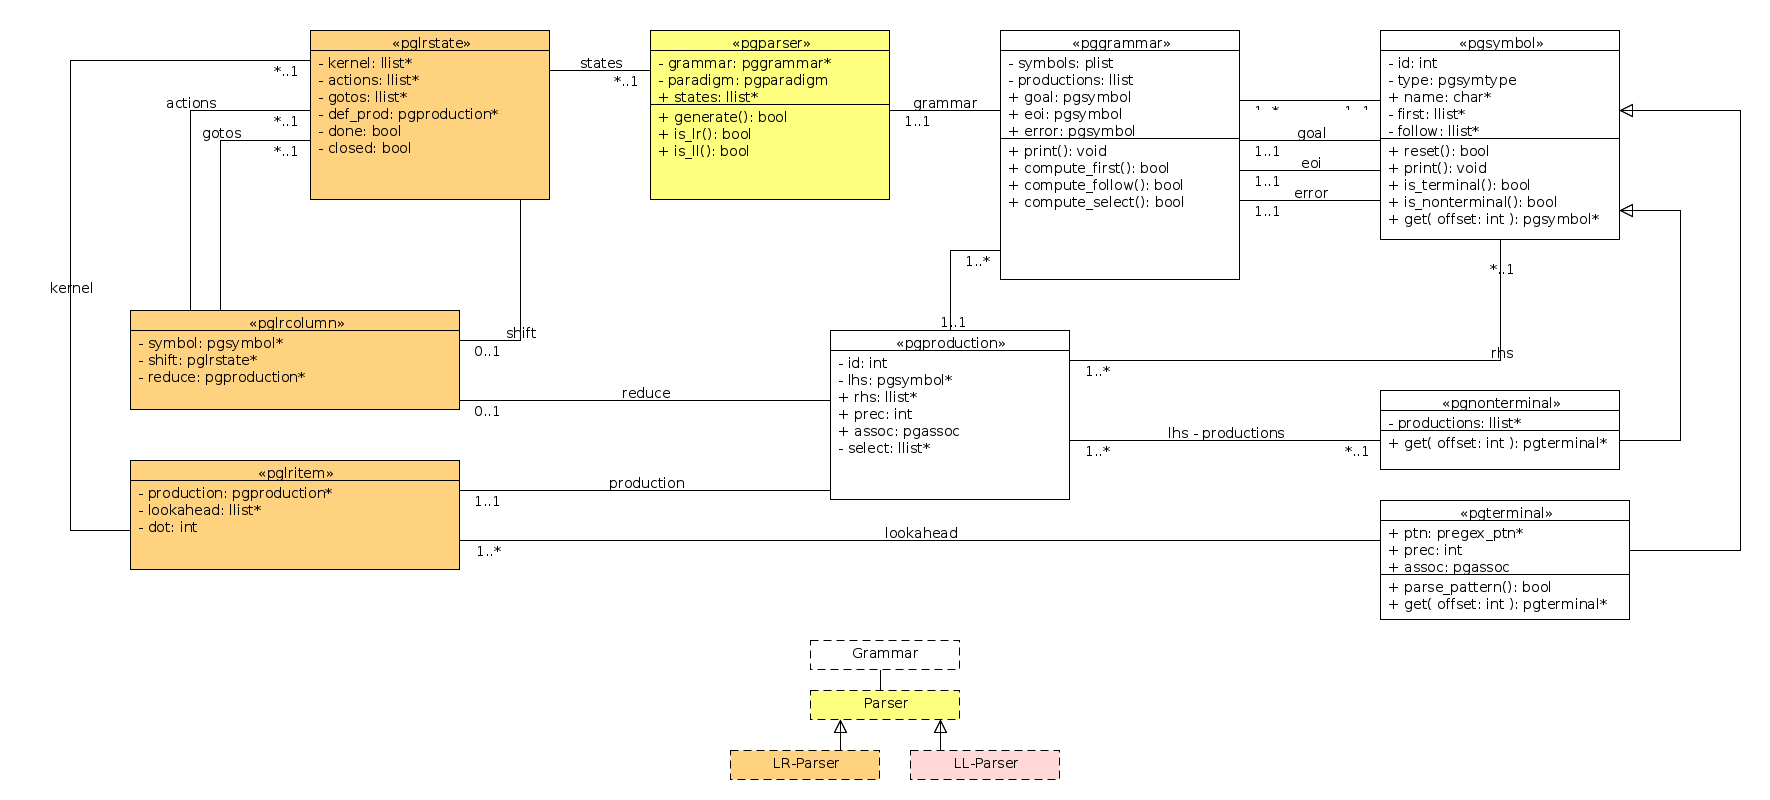 «pglrstate»
- kernel: llist*
- actions: llist*
- gotos: llist*
- def_prod: pgproduction*
- done: bool
- closed: bool
*..1
actions
*..1
gotos
*..1
kernel
states
*..1
«pgparser»
- grammar: pggrammar*
- paradigm: pgparadigm
+ states: llist*
+ generate(): bool
+ is_lr(): bool
+ is_ll(): bool
grammar
1..1
«pggrammar»
- symbols: plist
- productions: llist
+ goal: pgsymbol
+ eoi: pgsymbol
+ error: pgsymbol
+ print(): void
+ compute_first(): bool
+ compute_follow(): bool
+ compute_select(): bool
1..*
1..1
goal
1..1
eoi
1..1
error
1..1
«pgsymbol»
- id: int
- type: pgsymtype
+ name: char*
- first: llist*
- follow: llist*
+ reset(): bool
+ print(): void
+ is_terminal(): bool
+ is_nonterminal(): bool
+ get( offset: int ): pgsymbol*
*..1
1..*
1..1
«pglrcolumn»
- symbol: pgsymbol*
- shift: pglrstate*
- reduce: pgproduction*
shift
0..1
reduce
0..1
«pgproduction»
- id: int
- lhs: pgsymbol*
+ rhs: llist*
+ prec: int
+ assoc: pgassoc
- select: llist*
rhs
1..*
lhs - productions
1..*
*..1
«pgnonterminal»
- productions: llist*
+ get( offset: int ): pgterminal*
«pglritem»
- production: pgproduction*
- lookahead: llist*
- dot: int
production
1..1
lookahead
1..*
«pgterminal»
+ ptn: pregex_ptn*
+ prec: int
+ assoc: pgassoc
+ parse_pattern(): bool
+ get( offset: int ): pgterminal*
Grammar
Parser
LR-Parser
LL-Parser